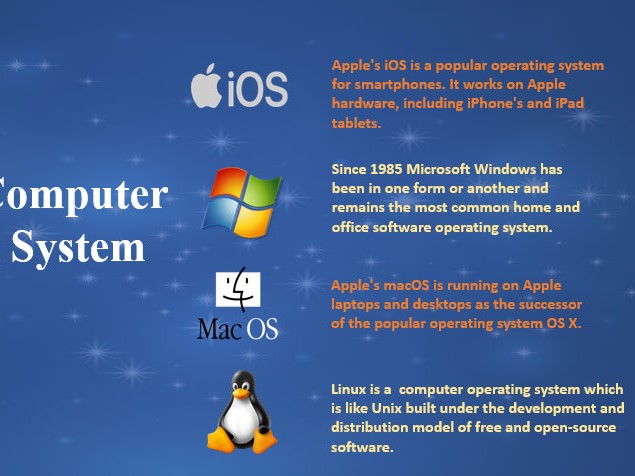 iOS
Apple's iOS is a popular operating system
for smartphones. It works on Apple
hardware, including iPhone's and iPad
tablets.
Computer
System
Since 1985 Microsoft Windows has
been in one form or another and
remains the most common home and
office software operating system.
Mac OS
Apple's macOS is running on Apple
laptops and desktops as the successor
of the popular operating system OS X.
Linux is a  computer operating system which
is like Unix built under the development and
distribution model of free and open-source
software.